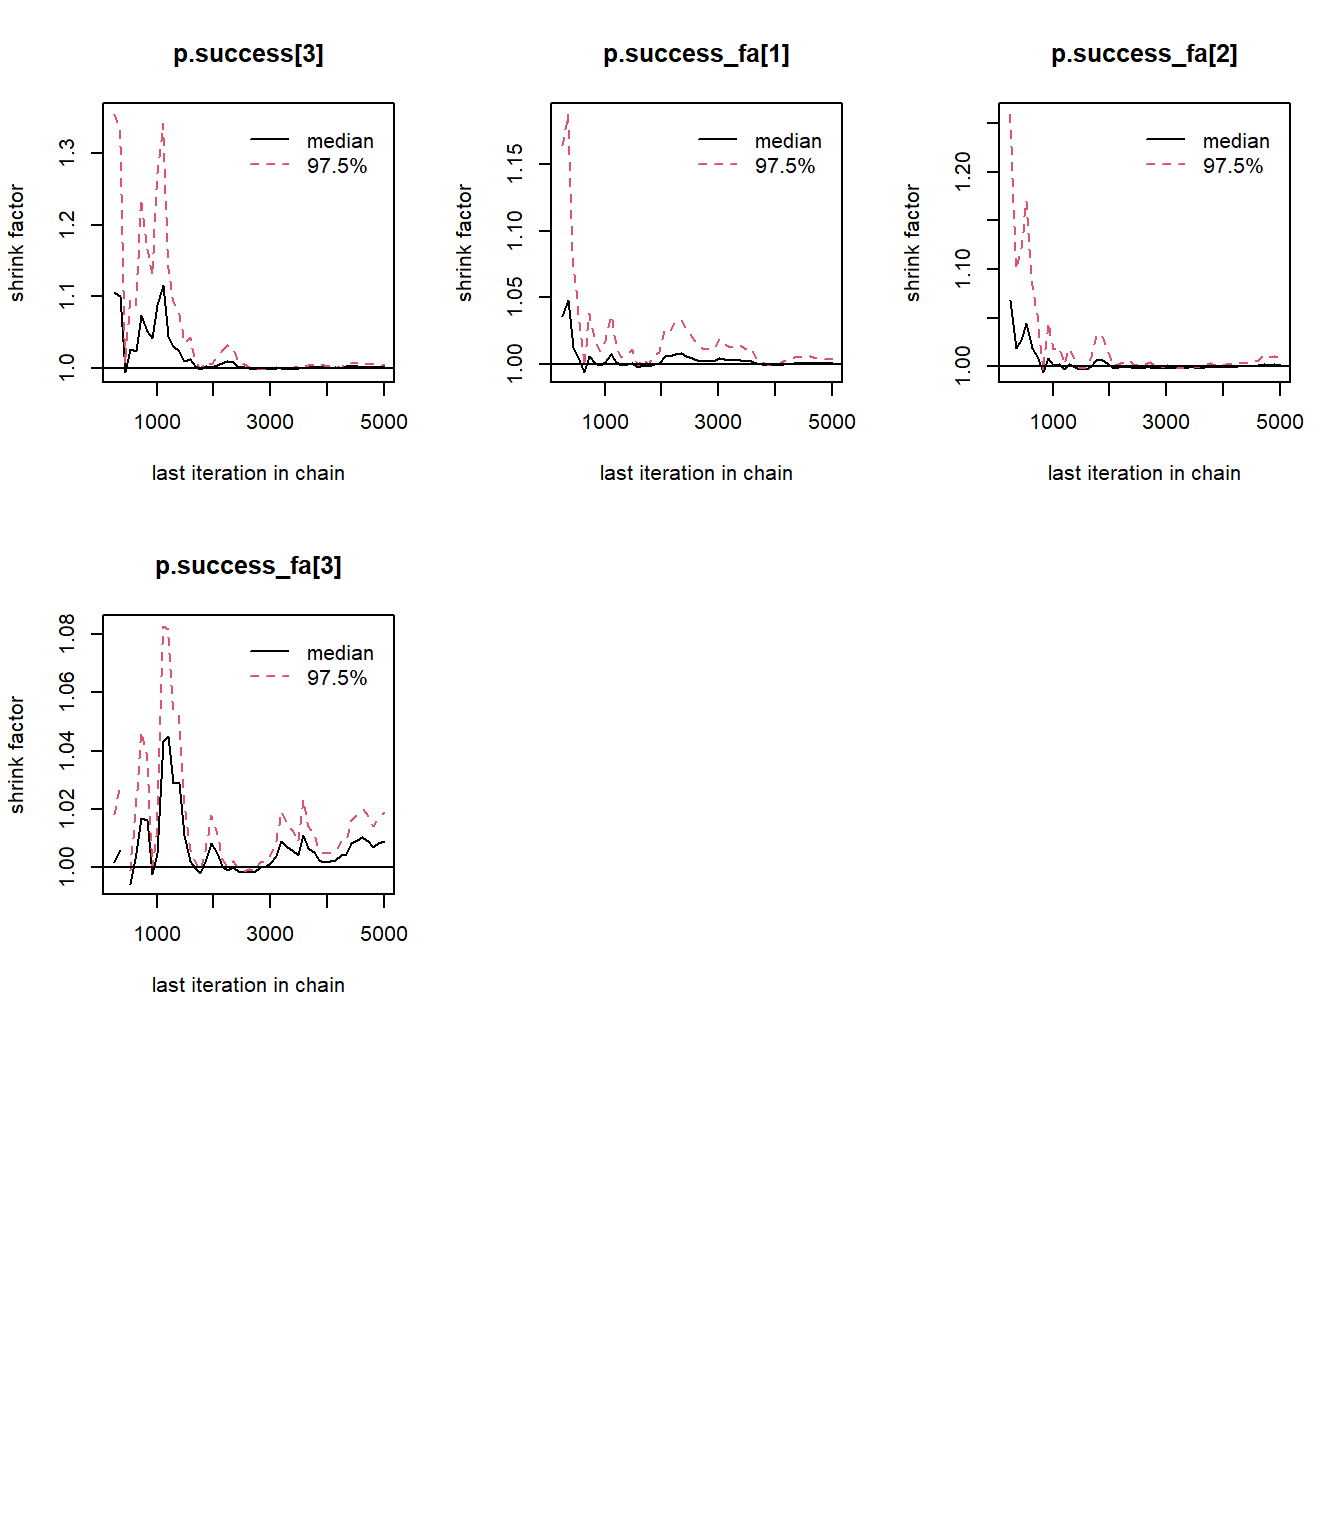 p.success[3]
shrink factor
1.0
1.1
1.2
1.3
median
97.5%
1000
3000
5000
last iteration in chain
p.success_fa[1]
shrink factor
1.00
1.05
1.10
1.15
median
97.5%
1000
3000
5000
last iteration in chain
p.success_fa[2]
shrink factor
1.00
1.10
1.20
median
97.5%
1000
3000
5000
last iteration in chain
p.success_fa[3]
shrink factor
1.00
1.02
1.04
1.06
1.08
median
97.5%
1000
3000
5000
last iteration in chain